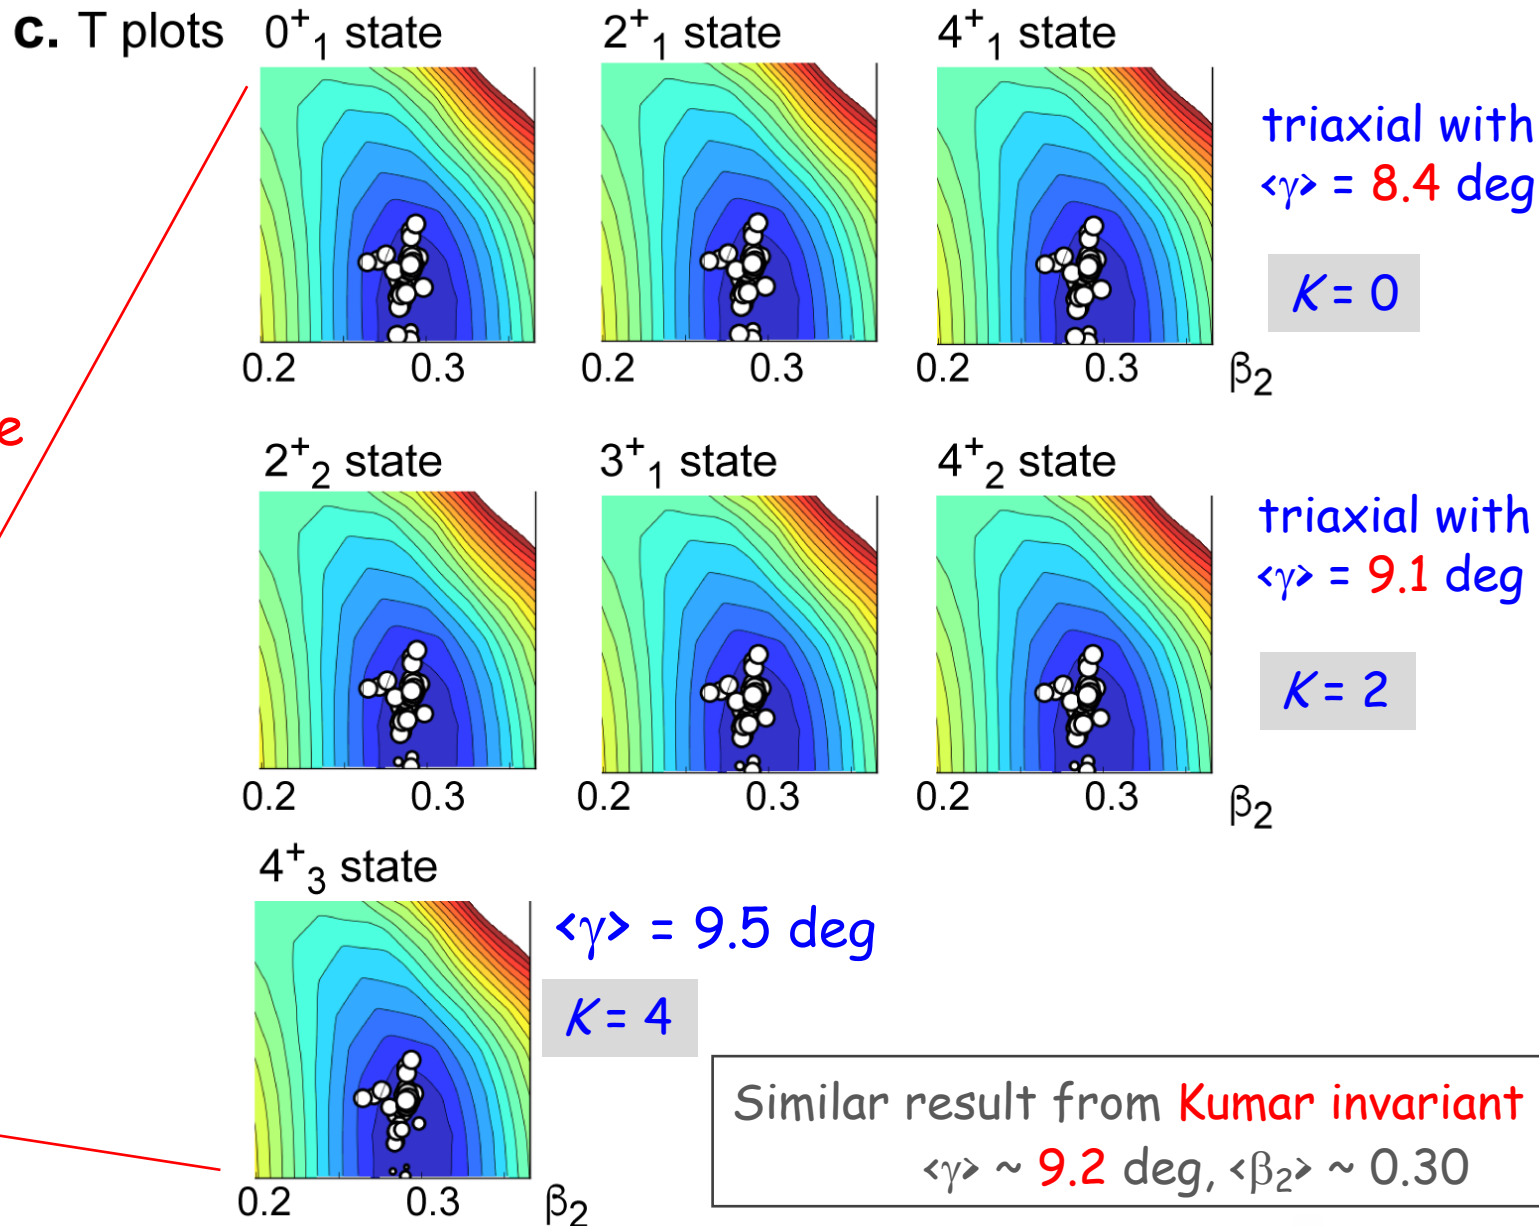 c. T plots
0⁺₁ state
2⁺₁ state
4⁺₁ state
triaxial with
<γ> = 8.4 deg
K = 0
0.2 0.3
0.2 0.3
0.2 0.3 β₂
e
2⁺₂ state
3⁺₁ state
4⁺₂ state
triaxial with
<γ> = 9.1 deg
K = 2
0.2 0.3
0.2 0.3
0.2 0.3 β₂
4⁺₃ state
<γ> = 9.5 deg
K = 4
0.2 0.3 β₂
Similar result from Kumar invariant
<γ> ~ 9.2 deg, <β₂> ~ 0.30